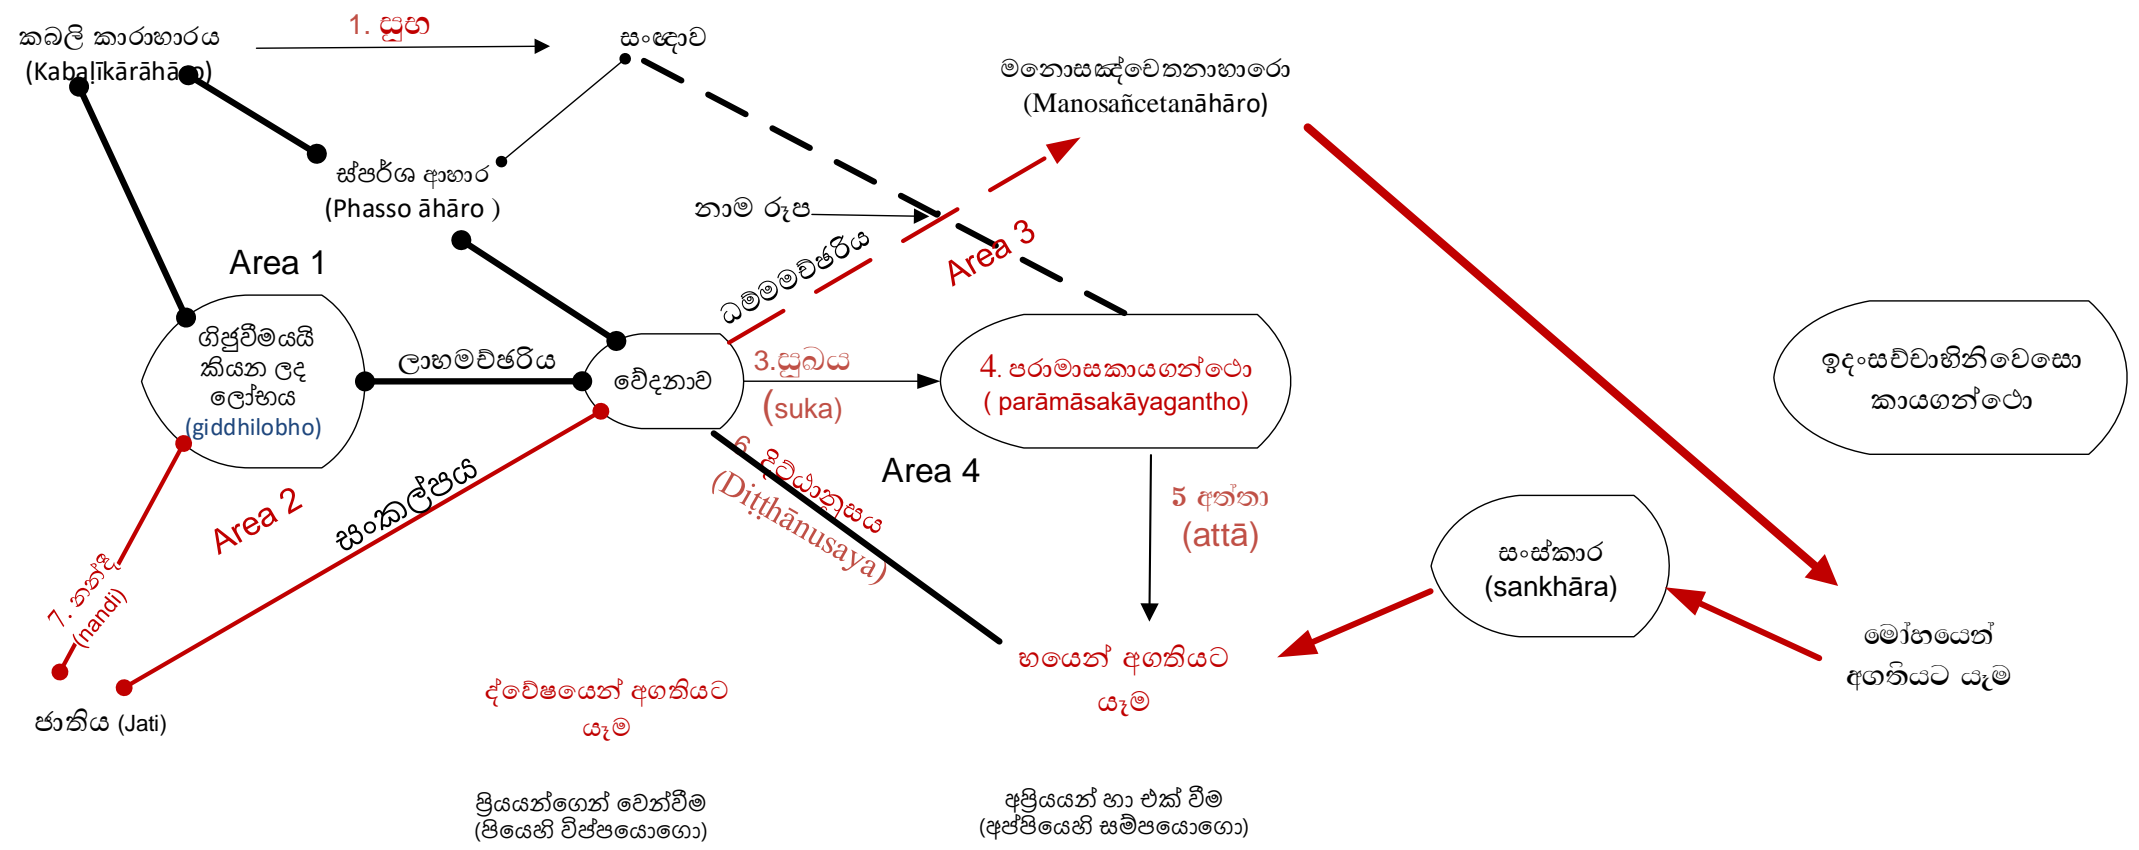 1. සුභ
කබලි කාරාහාරය
(Kabaḷīkārāhāro)
සංඥාව
මනොසඤ්චෙතනාහාරො
(Manosañcetanāhāro)
ස්පර්ශ ආහාර
(Phasso āhāro )
නාම රූප
ධම්මමච්ඡරිය
Area 3
Area 1
ගිජුවීමයයි
කියන ලද
ලෝභය
(giddhilobho)
ලාභමච්ඡරිය
වේදනාව
3.සුඛය
(suka)
4. පරාමාසකායගන්ථො
( parāmāsakāyagantho)
ඉදංසච්චාභිනිවෙසො
කායගන්ථො
6. දිට්ඨානුසය
(Diṭṭhānusaya)
Area 4
සංකල්පය
Area 2
5 අත්තා
(attā)
සංස්කාර
(sankhāra)
7. නන්දී
(nandi)
භයෙන් අගතියට
යෑම
මෝහයෙන්
අගතියට යෑම
ද්වේෂයෙන් අගතියට
යෑම
ජාතිය (Jati)
ප්‍රියයන්ගෙන් වෙන්වීම
(පියෙහි විප්පයොගො)
අප්‍රියයන් හා එක් වීම
(අප්පියෙහි සම්පයොගො)